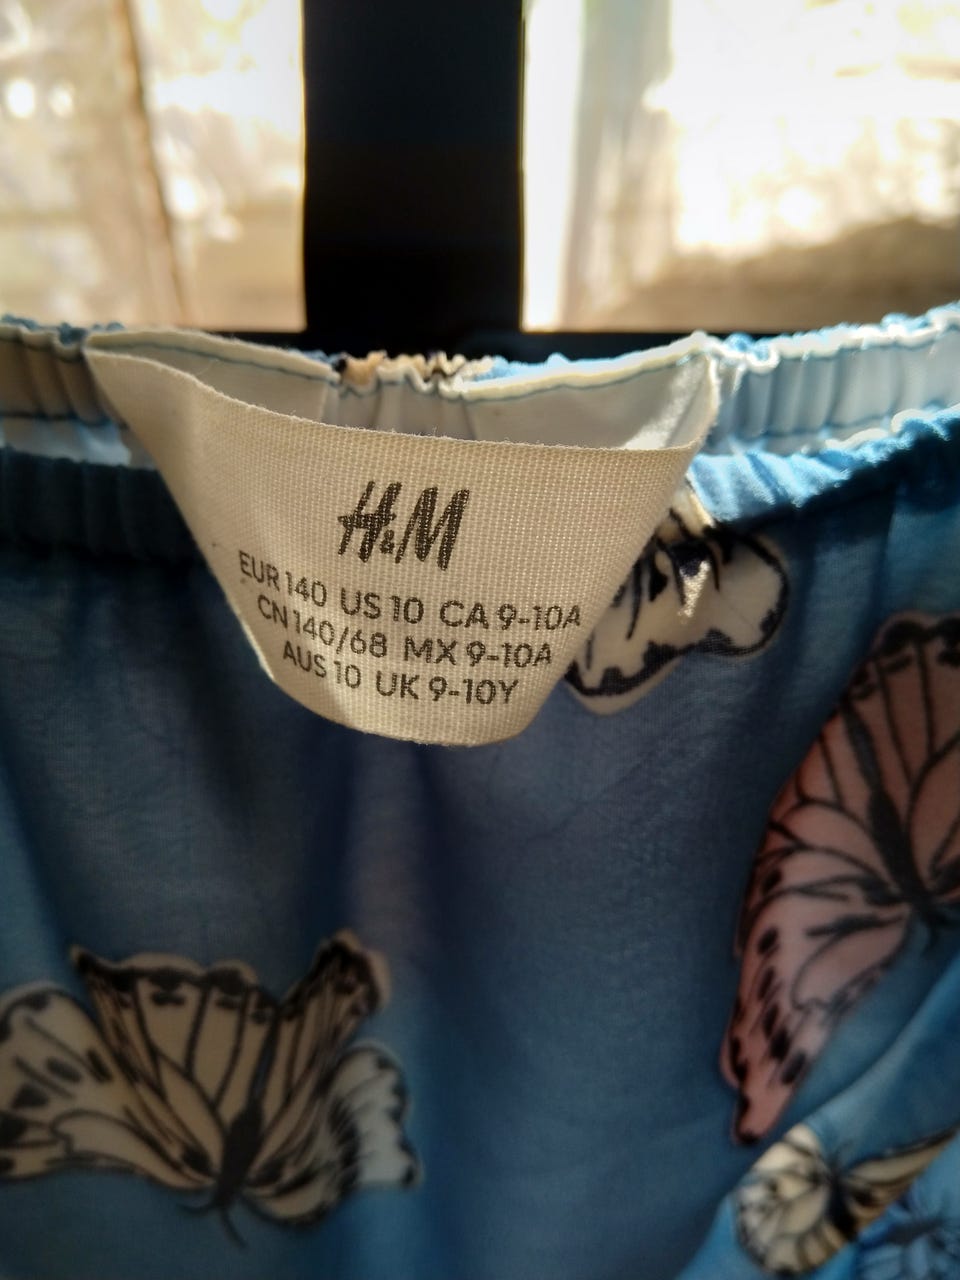 H&M
EUR 140 US 10 CA 9-10A
CN 140/68 MX 9-10A
AUS 10 UK 9-10Y